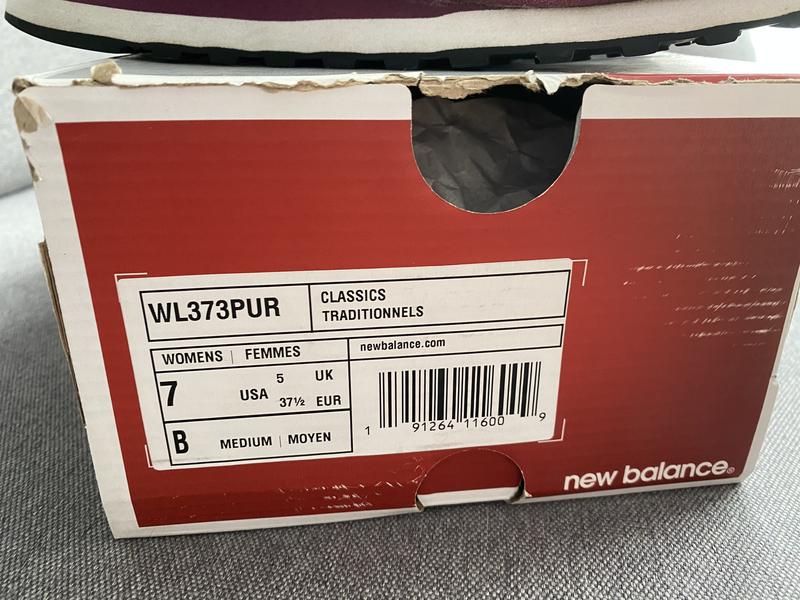 WL373PUR
CLASSICS
TRADITIONNELS
WOMENS | FEMMES
newbalance.com
7 USA 5 UK
37½ EUR
B MEDIUM | MOYEN
1 91264 11600 9
new balance®